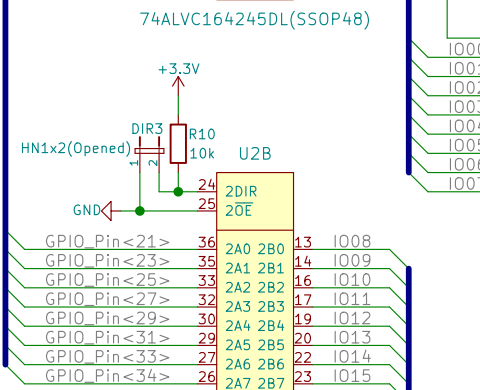 74ALVC164245DL(SSOP48)
+3.3V
DIR3
HN1x2(Opened)
1
2
R10
10k
U2B
GND
24
2DIR
25
2OE
GPIO_Pin<21>
36
2A0
2B0
13
IO08
GPIO_Pin<23>
35
2A1
2B1
14
IO09
GPIO_Pin<25>
33
2A2
2B2
16
IO10
GPIO_Pin<27>
32
2A3
2B3
17
IO11
GPIO_Pin<29>
30
2A4
2B4
19
IO12
GPIO_Pin<31>
29
2A5
2B5
20
IO13
GPIO_Pin<33>
27
2A6
2B6
22
IO14
GPIO_Pin<34>
26
2A7
2B7
23
IO15
IO00
IO01
IO02
IO03
IO04
IO05
IO06
IO07